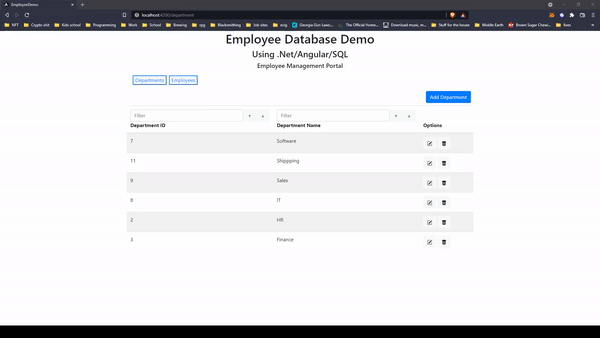 EmployeeDemo
localhost:4200/department
NFT Crypto shit Kids school Programming Work School Brewing rpg Blacksmithing Job sites wog Georgia Gun Laws... The Official Home... Download music, m... Stuff for the house Middle Earth Brown Sugar Chewi... fixes
Employee Database Demo
Using .Net/Angular/SQL
Employee Management Portal
Departments Employees
Add Department
Filter Filter
Department ID Department Name Options
7 Software
11 Shippping
9 Sales
8 IT
2 HR
3 Finance